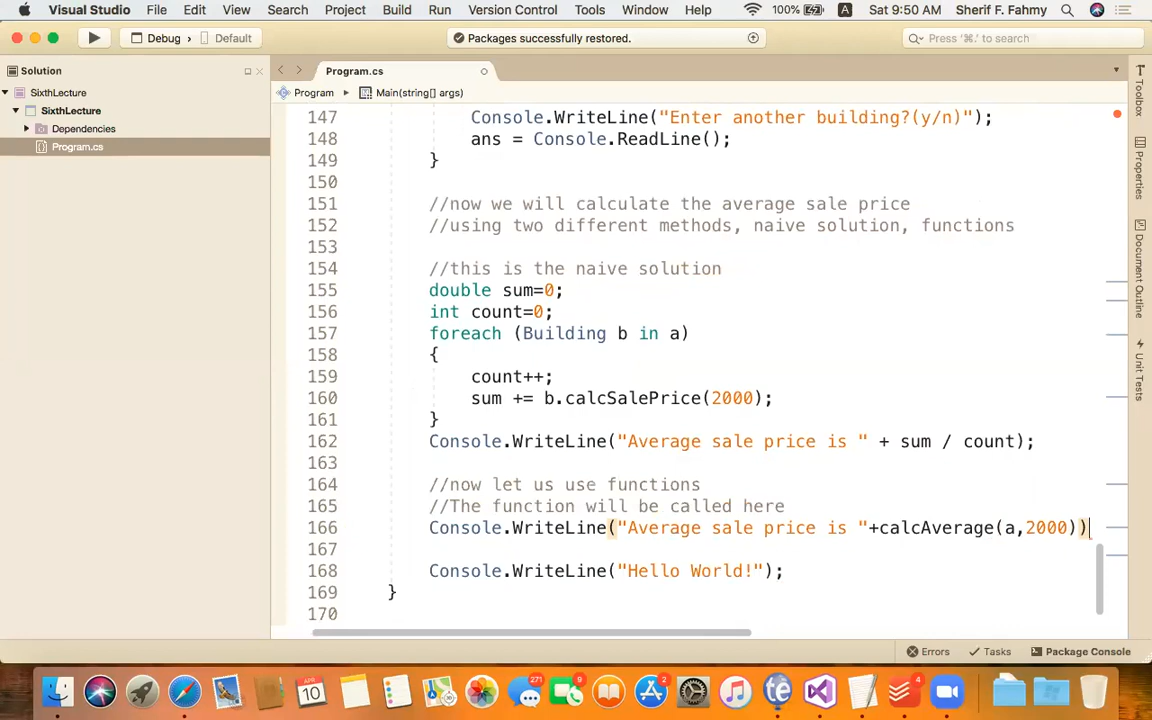 Visual Studio File Edit View Search Project Build Run Version Control Tools Window Help 100% A Sat 9:50 AM Sherif F. Fahmy
Debug › Default
Packages successfully restored.
Press '⌘.' to search
Solution
Program.cs
SixthLecture
Program ▸ Main(string[] args)
SixthLecture
Dependencies
Program.cs
147 Console.WriteLine("Enter another building?(y/n)");
148 ans = Console.ReadLine();
149 }
150
151 //now we will calculate the average sale price
152 //using two different methods, naive solution, functions
153
154 //this is the naive solution
155 double sum=0;
156 int count=0;
157 foreach (Building b in a)
158 {
159 count++;
160 sum += b.calcSalePrice(2000);
161 }
162 Console.WriteLine("Average sale price is " + sum / count);
163
164 //now let us use functions
165 //The function will be called here
166 Console.WriteLine("Average sale price is "+calcAverage(a,2000))
167
168 Console.WriteLine("Hello World!");
169 }
170
Toolbox
Properties
Document Outline
Unit Tests
Errors Tasks Package Console
APR
10
271
9
2
4